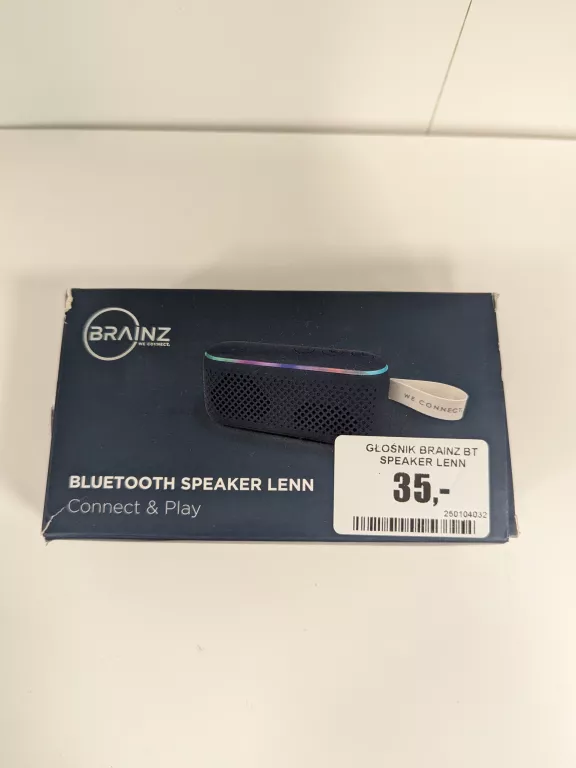 BRAINZ
WE CONNECT.
WE CONNECT.
BLUETOOTH SPEAKER LENN
Connect & Play
GŁOŚNIK BRAINZ BT
SPEAKER LENN
35,-
250104032